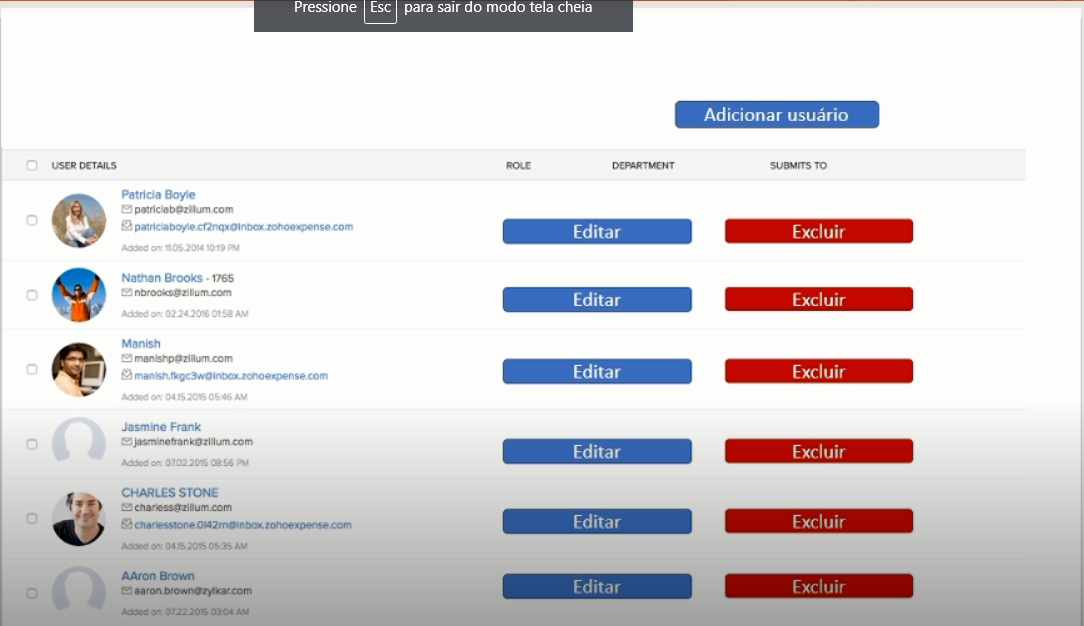 Pressione Esc para sair do modo tela cheia
Adicionar usuário
USER DETAILS ROLE DEPARTMENT SUBMITS TO
Patricia Boyle
patriciab@zillum.com
patriciaboyle.cf2nqx@inbox.zohoexpense.com
Added on: 11.05.2014 10:19 PM
Editar Excluir
Nathan Brooks - 1765
nbrooks@zillum.com
Added on: 02.24.2016 01:58 AM
Editar Excluir
Manish
manishp@zillum.com
manish.fkgc3w@inbox.zohoexpense.com
Added on: 04.15.2015 05:46 AM
Editar Excluir
Jasmine Frank
jasminefrank@zillum.com
Added on: 07.02.2015 08:56 PM
Editar Excluir
CHARLES STONE
charless@zillum.com
charlesstone.0l42rn@inbox.zohoexpense.com
Added on: 04.15.2015 05:35 AM
Editar Excluir
AAron Brown
aaron.brown@zylkar.com
Added on: 07.22.2015 03:04 AM
Editar Excluir